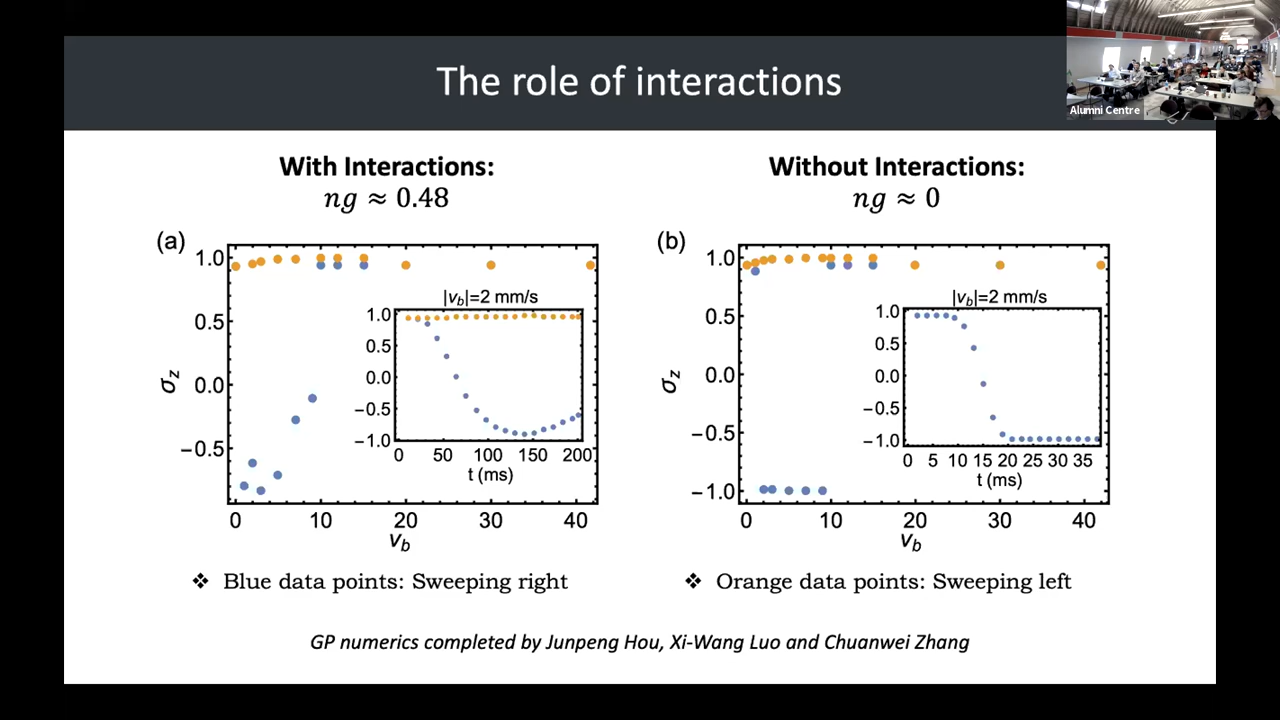 The role of interactions
Alumni Centre
With Interactions:
ng ≈ 0.48
Without Interactions:
ng ≈ 0
(a)
1.0
0.5
0.0
−0.5
σz
0
10
20
30
40
vb
|vb|=2 mm/s
1.0
0.5
0.0
−0.5
−1.0
0
50
100
150
200
t (ms)
(b)
1.0
0.5
0.0
−0.5
−1.0
σz
0
10
20
30
40
vb
|vb|=2 mm/s
1.0
0.5
0.0
−0.5
−1.0
0
5
10
15
20
25
30
35
t (ms)
❖ Blue data points: Sweeping right
❖ Orange data points: Sweeping left
GP numerics completed by Junpeng Hou, Xi-Wang Luo and Chuanwei Zhang